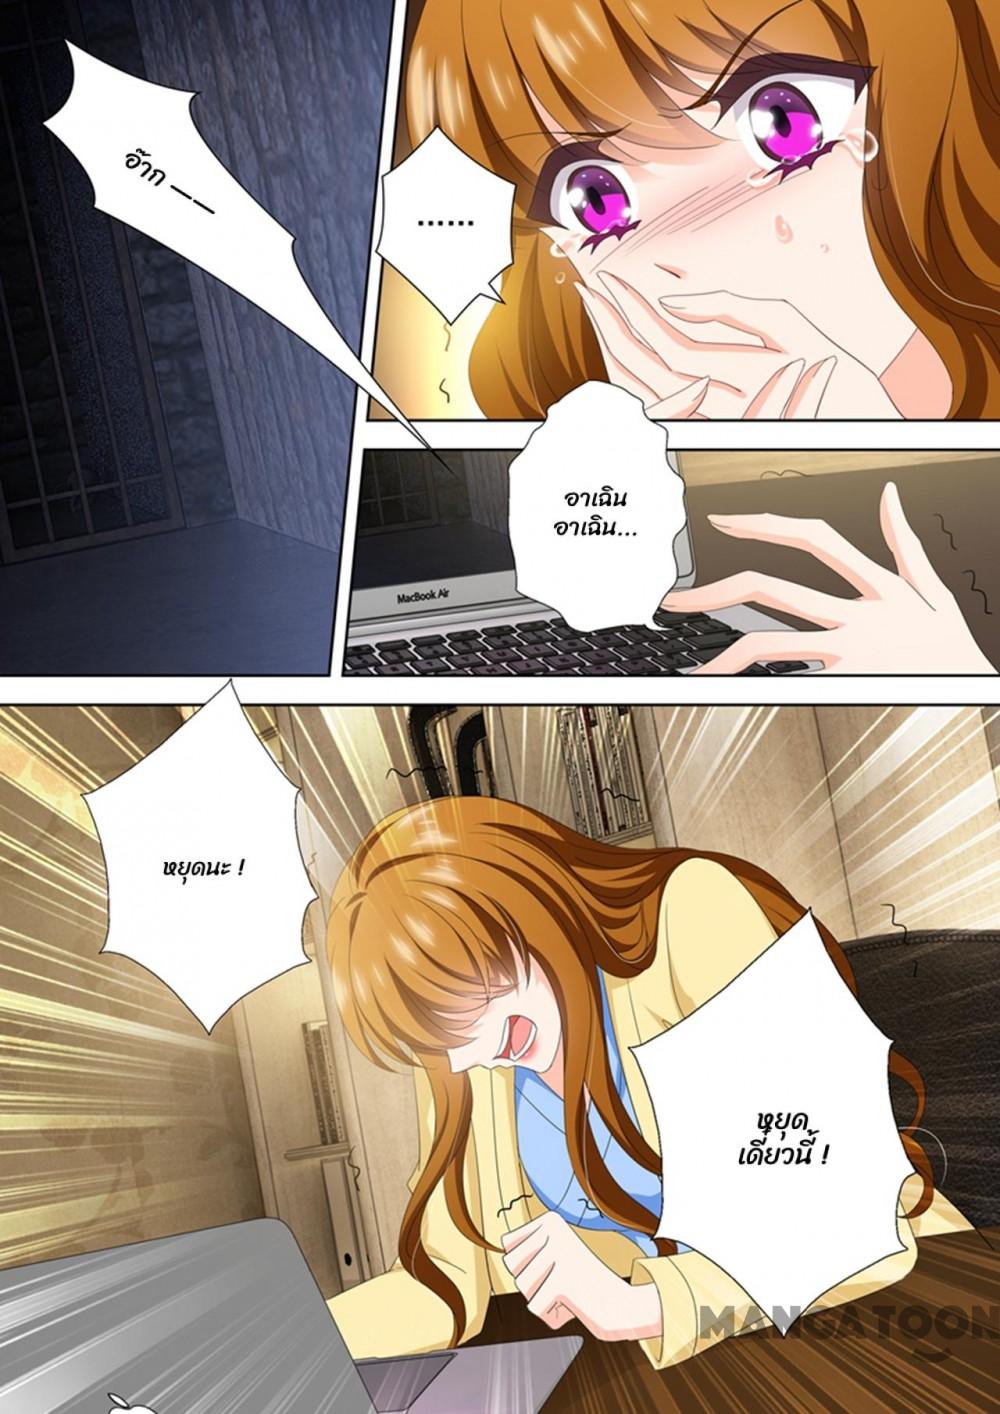 อ๊าก ——
......
อาเฉิน
อาเฉิน...
MacBook Air
หยุดนะ !
หยุด
เดี๋ยวนี้ !
MANGATOON